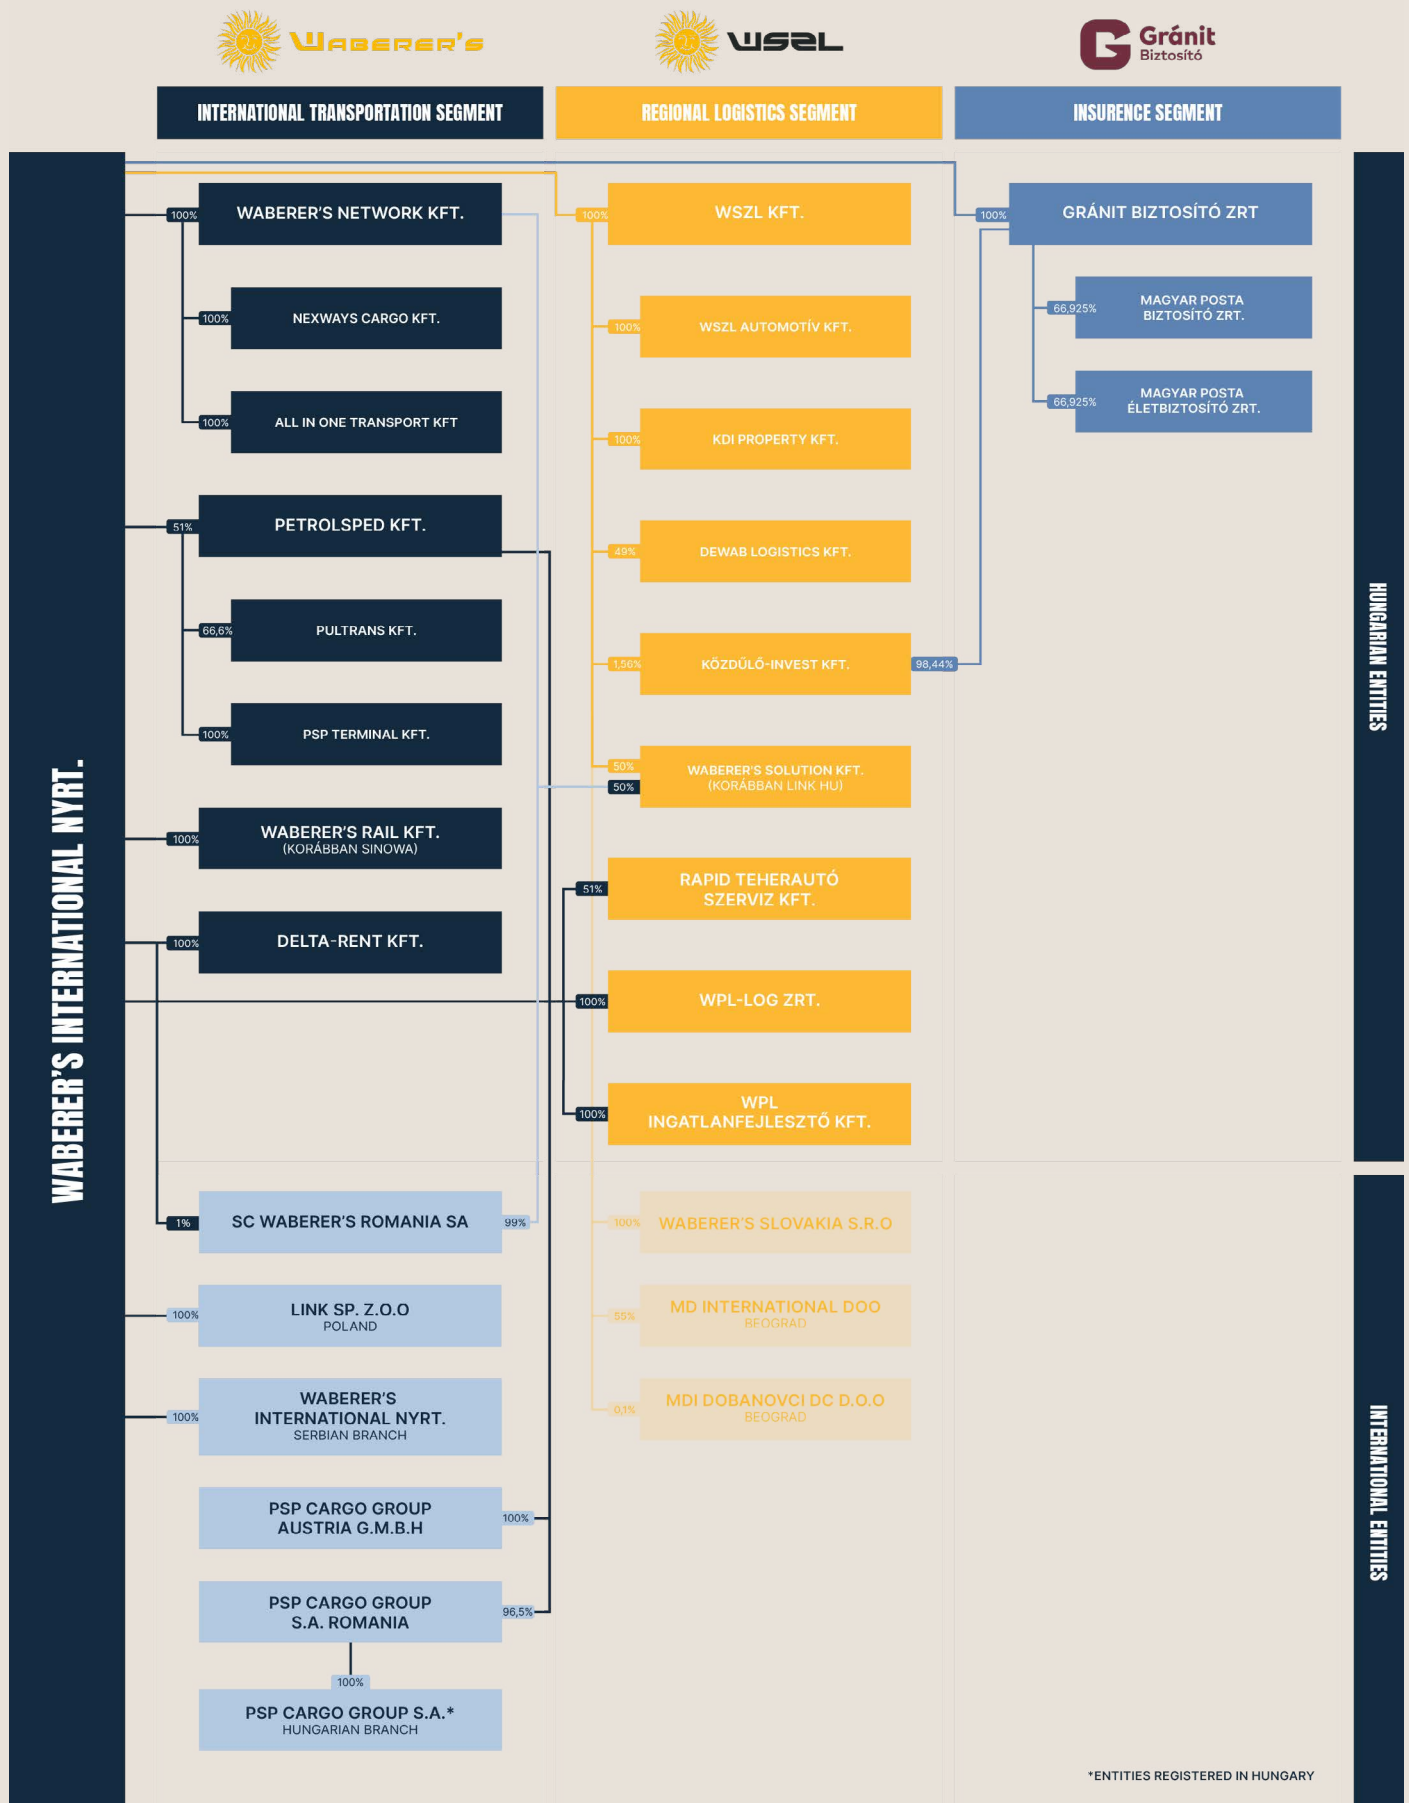 WABERER'S
WSZL
Gránit
Biztosító
INTERNATIONAL TRANSPORTATION SEGMENT
REGIONAL LOGISTICS SEGMENT
INSURENCE SEGMENT
WABERER'S INTERNATIONAL NYRT.
100%
WABERER'S NETWORK KFT.
100%
NEXWAYS CARGO KFT.
100%
ALL IN ONE TRANSPORT KFT
51%
PETROLSPED KFT.
66,6%
PULTRANS KFT.
100%
PSP TERMINAL KFT.
100%
WABERER'S RAIL KFT.
(KORÁBBAN SINOWA)
100%
DELTA-RENT KFT.
1%
SC WABERER'S ROMANIA SA
99%
100%
LINK SP. Z.O.O
POLAND
100%
WABERER'S
INTERNATIONAL NYRT.
SERBIAN BRANCH
PSP CARGO GROUP
AUSTRIA G.M.B.H
100%
PSP CARGO GROUP
S.A. ROMANIA
96,5%
100%
PSP CARGO GROUP S.A.*
HUNGARIAN BRANCH
100%
WSZL KFT.
100%
WSZL AUTOMOTÍV KFT.
100%
KDI PROPERTY KFT.
49%
DEWAB LOGISTICS KFT.
1,56%
KÖZDŰLŐ-INVEST KFT.
98,44%
50%
50%
WABERER'S SOLUTION KFT.
(KORÁBBAN LINK HU)
51%
RAPID TEHERAUTÓ
SZERVIZ KFT.
100%
WPL-LOG ZRT.
100%
WPL
INGATLANFEJLESZTŐ KFT.
100%
WABERER'S SLOVAKIA S.R.O
55%
MD INTERNATIONAL DOO
BEOGRAD
0,1%
MDI DOBANOVCI DC D.O.O
BEOGRAD
100%
GRÁNIT BIZTOSÍTÓ ZRT
66,925%
MAGYAR POSTA
BIZTOSÍTÓ ZRT.
66,925%
MAGYAR POSTA
ÉLETBIZTOSÍTÓ ZRT.
HUNGARIAN ENTITIES
INTERNATIONAL ENTITIES
*ENTITIES REGISTERED IN HUNGARY